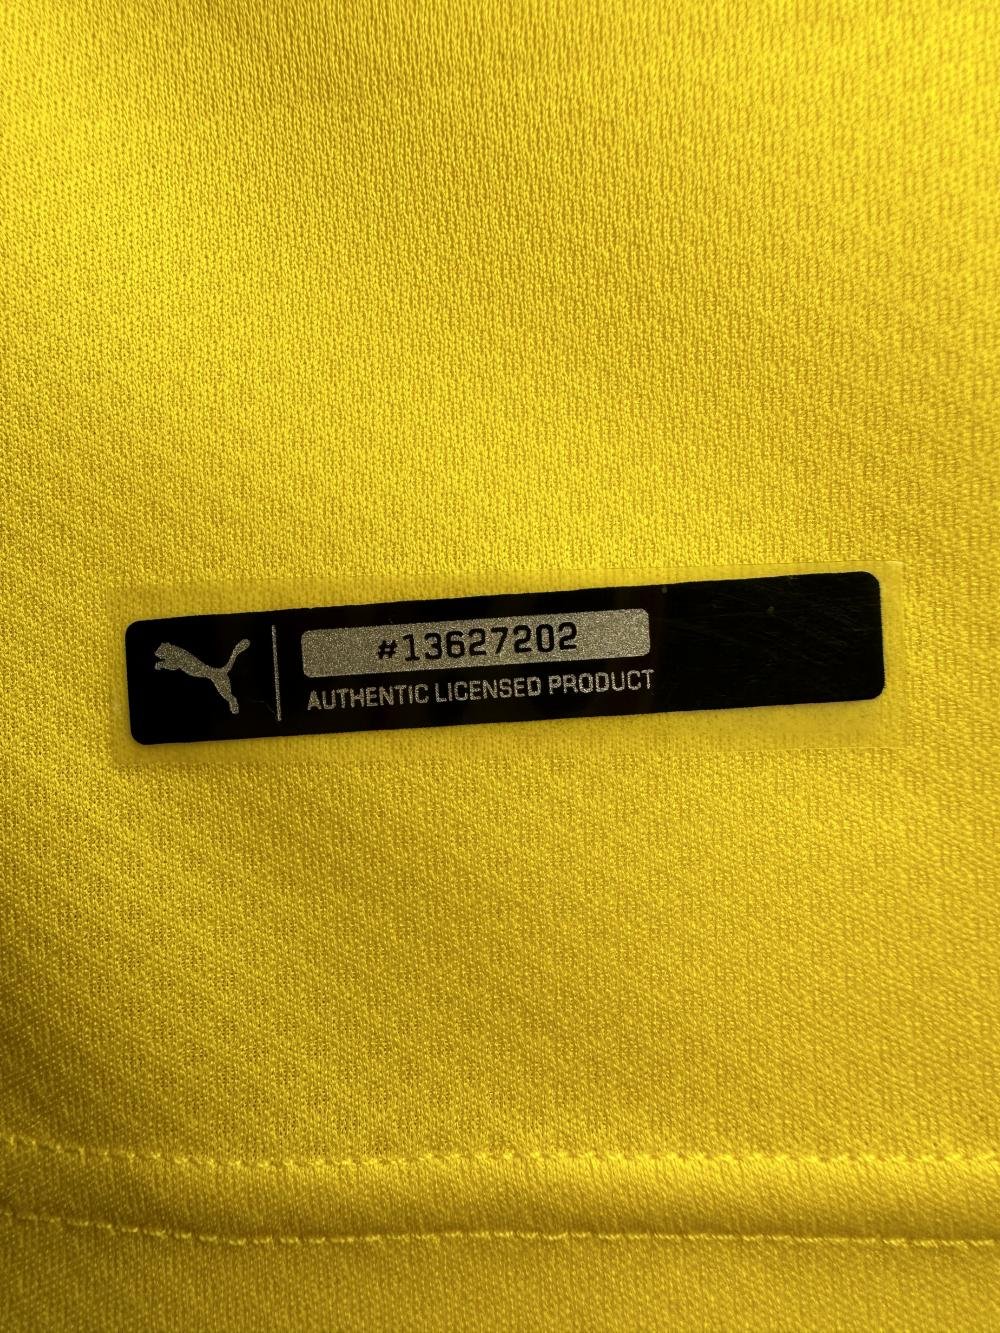 #13627202
AUTHENTIC LICENSED PRODUCT